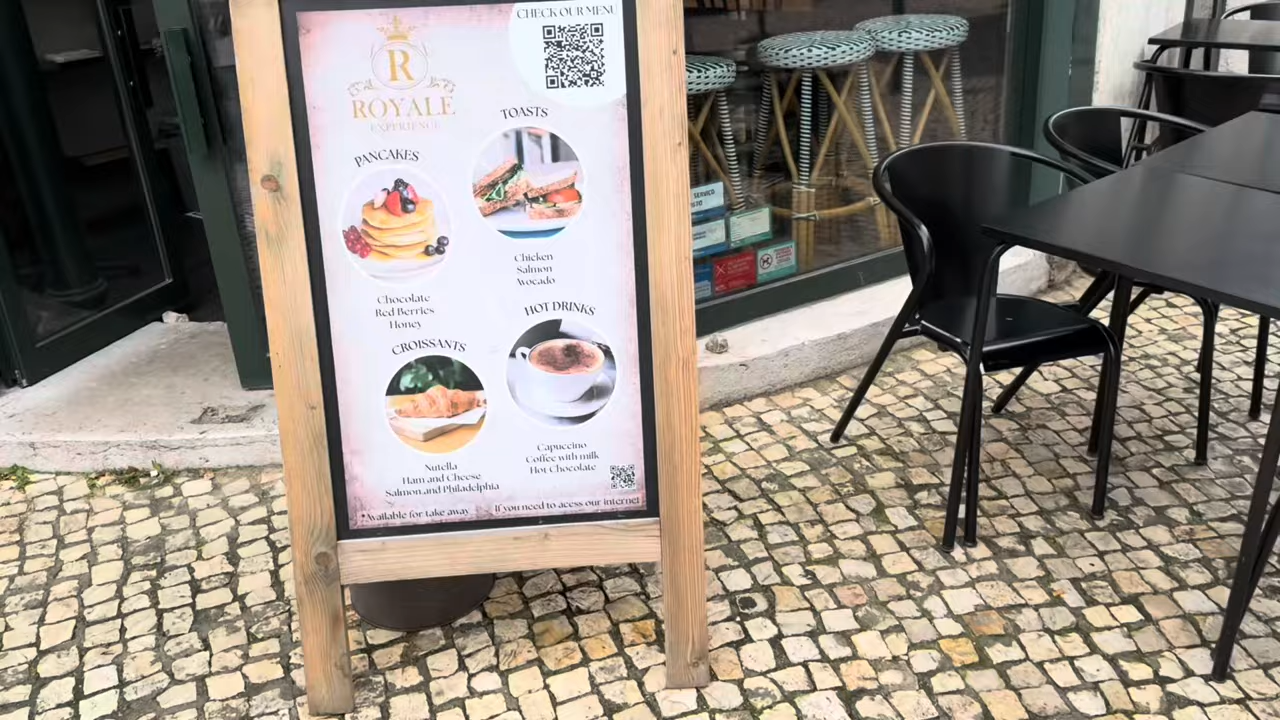 CHECK OUR MENU
R
ROYALE
EXPERIENCE
PANCAKES
Chocolate
Red Berries
Honey
TOASTS
Chicken
Salmon
Avocado
CROISSANTS
Nutella
Ham and Cheese
Salmon and Philadelphia
HOT DRINKS
Capuccino
Coffee with milk
Hot Chocolate
*Available for take away
If you need to acess our internet
SERVICO